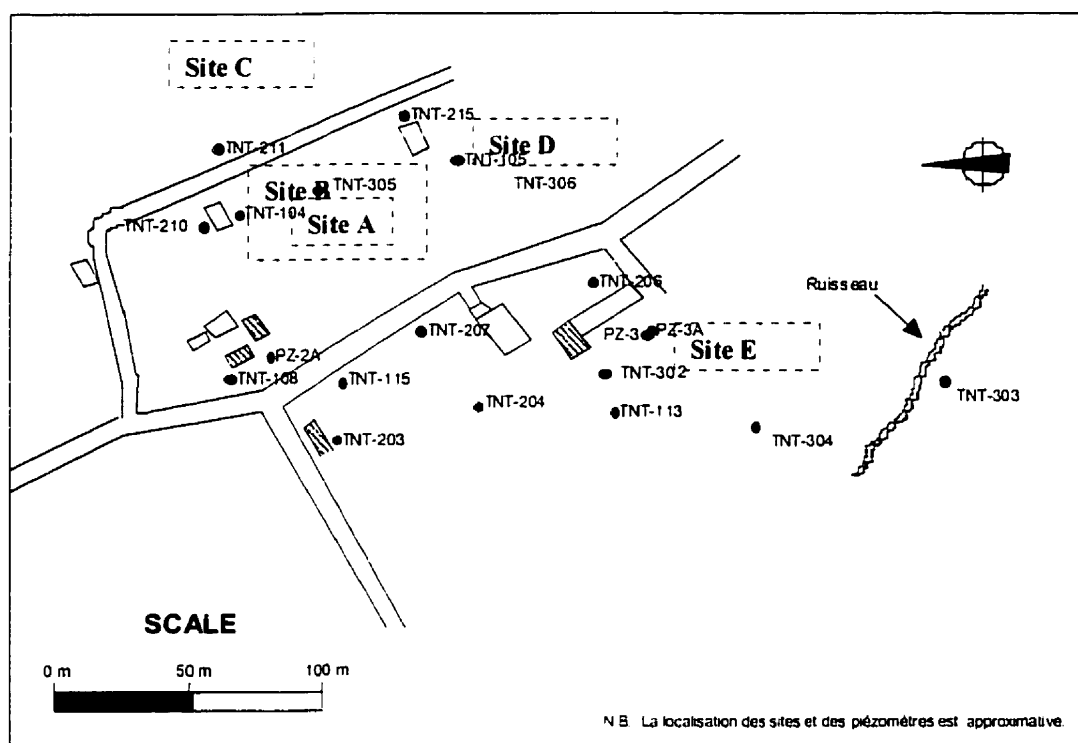 Site C
TNT-215
Site D
TNT-211
TNT-105
Site B
TNT-305
TNT-306
TNT-104
TNT-210
Site A
TNT-206
Ruisseau
TNT-207
PZ-3
PZ-3A
Site E
PZ-2A
TNT-108
TNT-115
TNT-302
TNT-303
TNT-204
TNT-113
TNT-304
TNT-203
SCALE
0 m 50 m 100 m
N.B. La localisation des sites et des piézomètres est approximative.